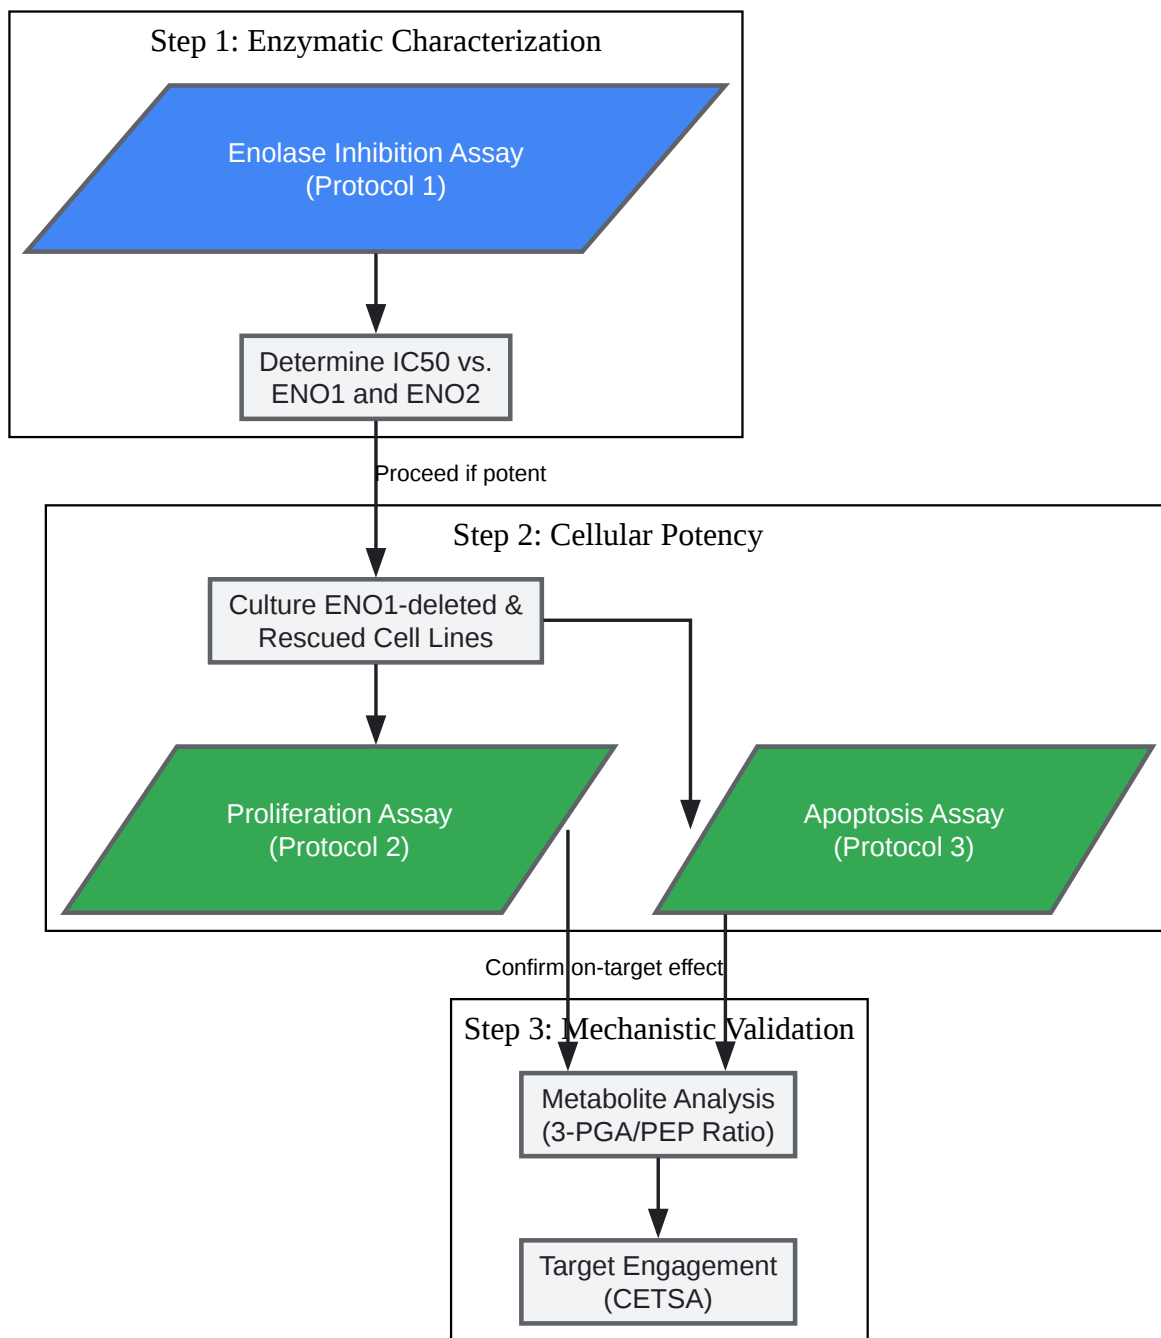 Step 1: Enzymatic Characterization
Enolase Inhibition Assay
(Protocol 1)
Determine IC50 vs.
ENO1 and ENO2
Proceed if potent
Step 2: Cellular Potency
Culture ENO1-deleted &
Rescued Cell Lines
Proliferation Assay
(Protocol 2)
Apoptosis Assay
(Protocol 3)
Confirm on-target effect
Step 3: Mechanistic Validation
Metabolite Analysis
(3-PGA/PEP Ratio)
Target Engagement
(CETSA)